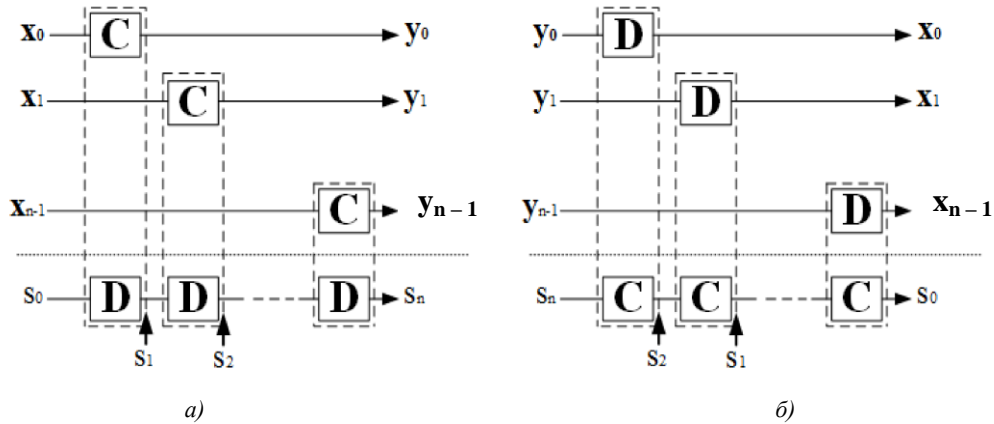 x₀ C y₀
x₁ C y₁
xₙ₋₁ C yₙ₋₁
s₀ D D D sₙ
s₁ s₂
а)
y₀ D x₀
y₁ D x₁
yₙ₋₁ D xₙ₋₁
sₙ C C C s₀
s₂ s₁
б)